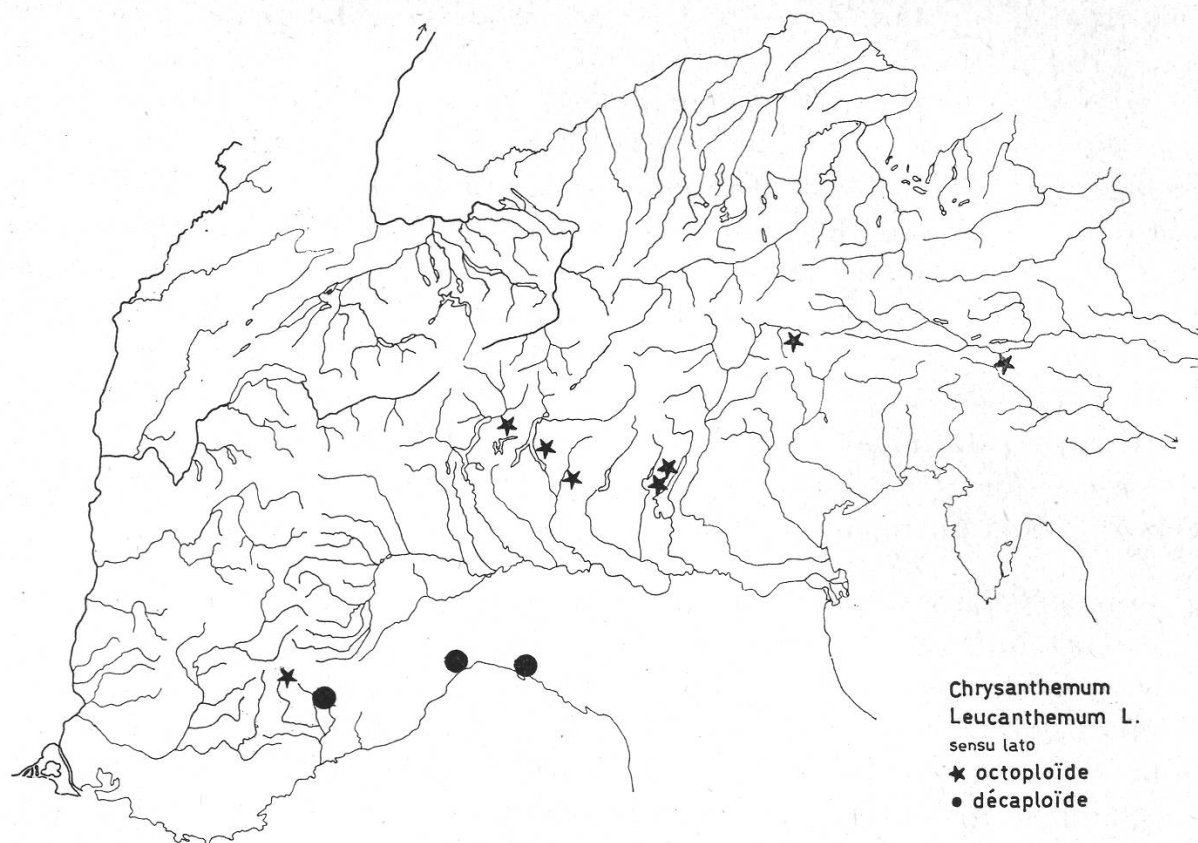 Chrysanthemum
Leucanthemum L.
sensu lato
★ octoploïde
● décaploïde